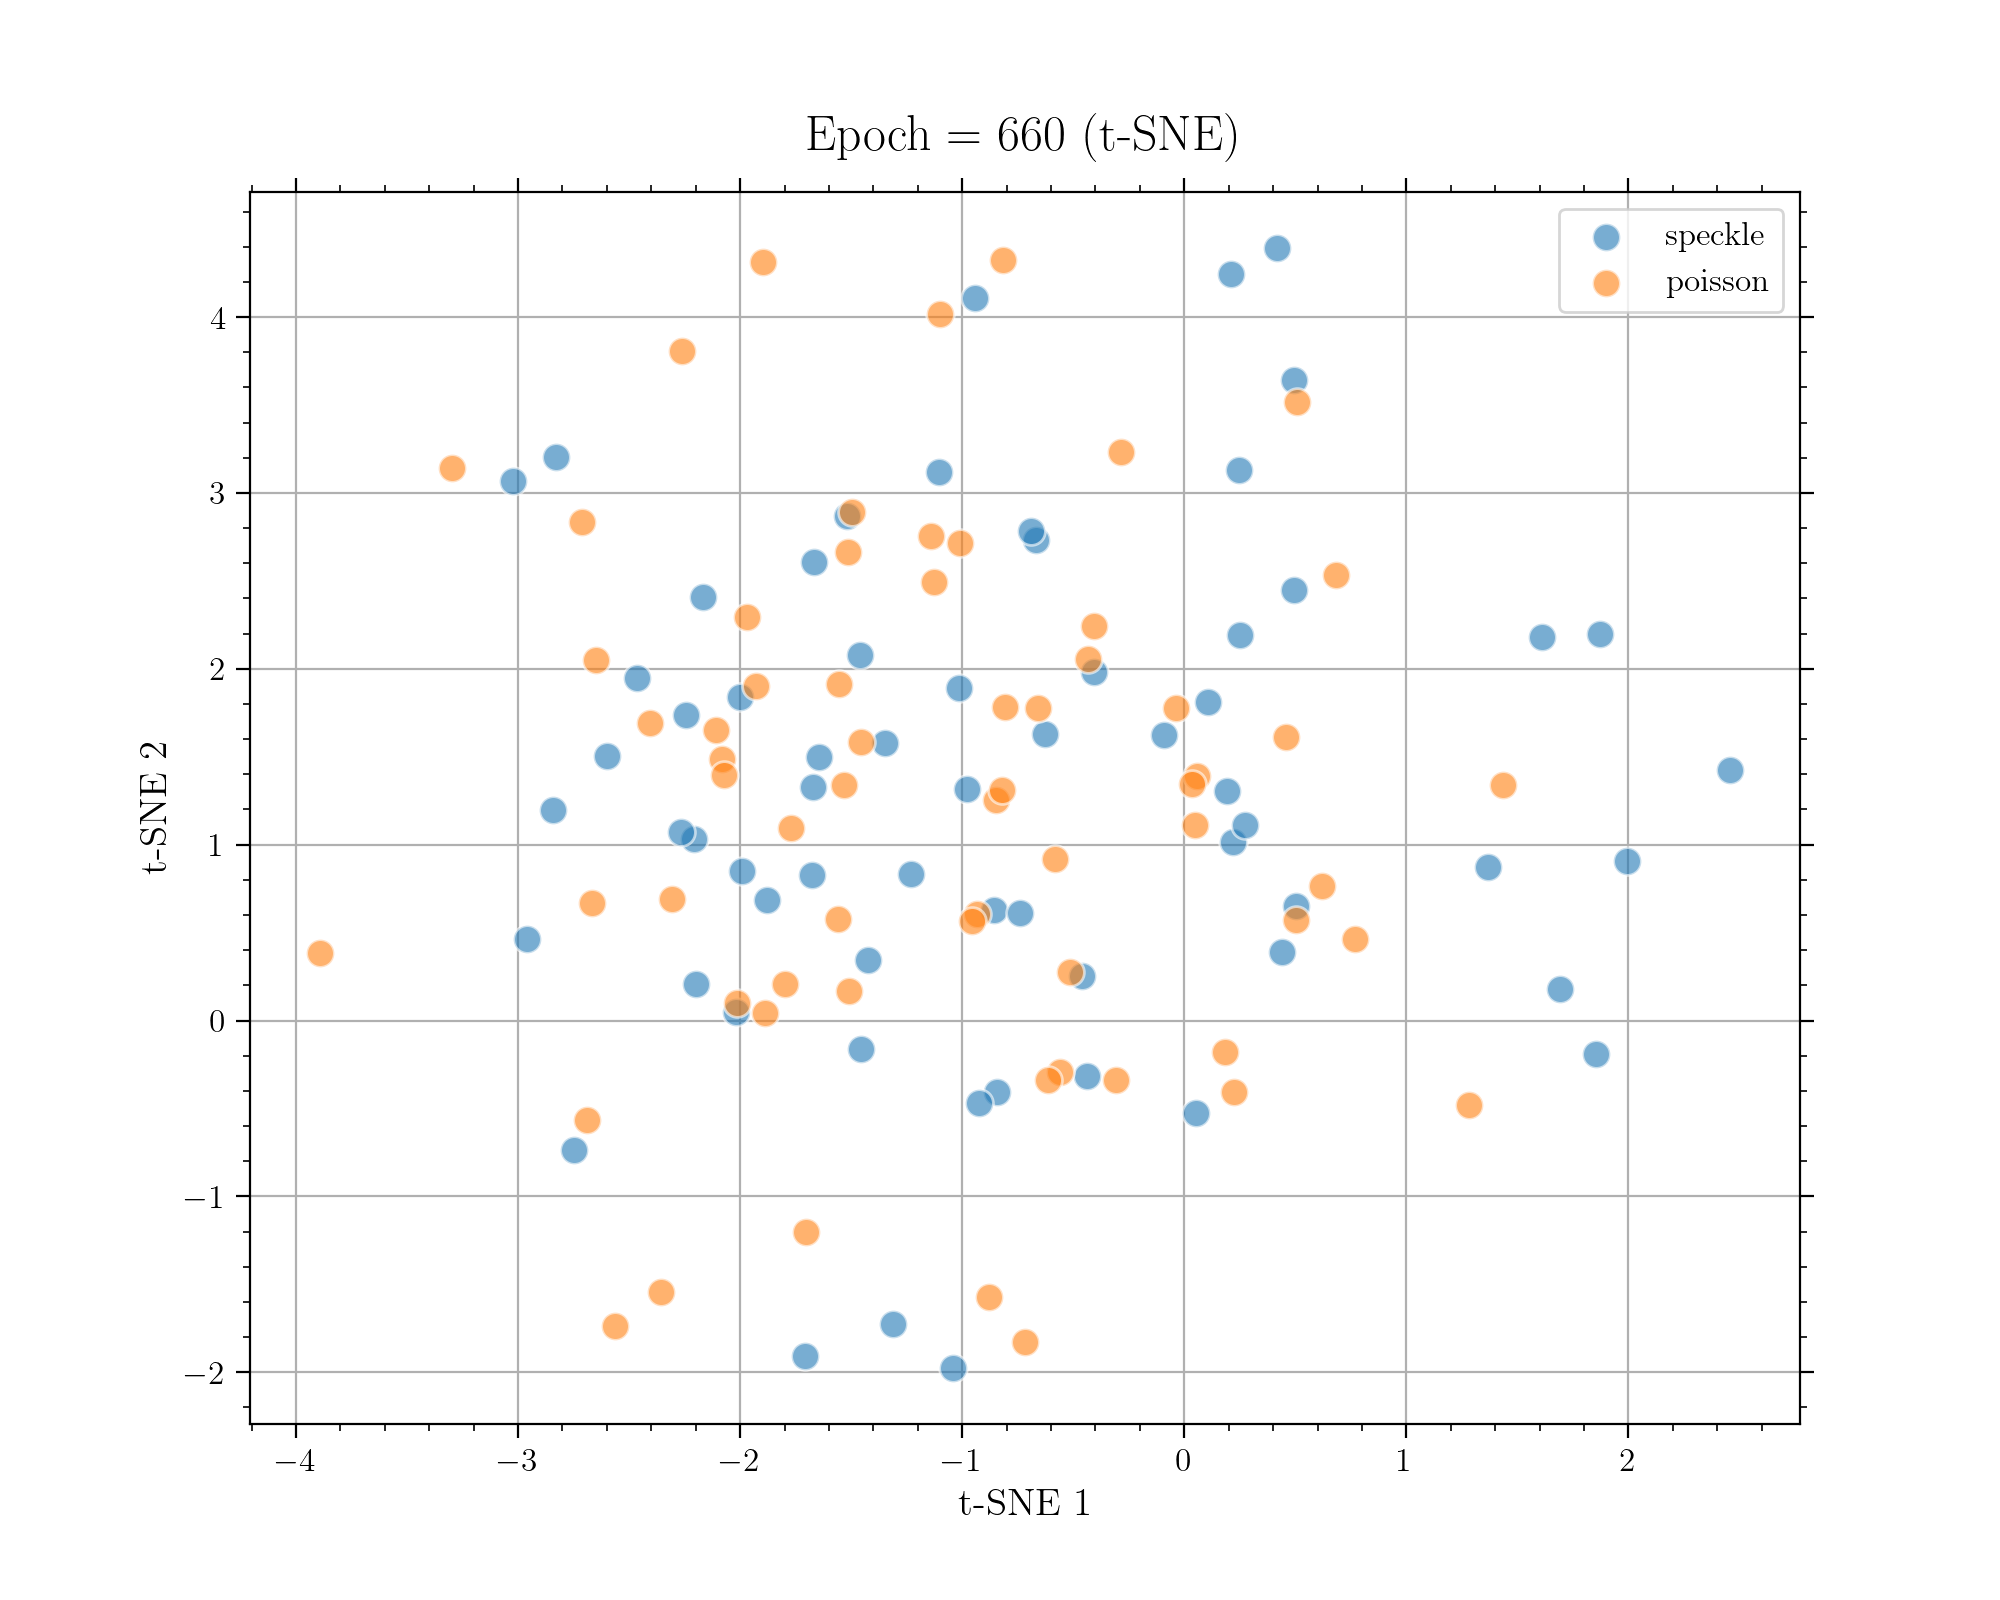 Epoch = 660 (t-SNE)
speckle
poisson
4
3
2
1
0
−1
−2
t-SNE 2
−4 −3 −2 −1 0 1 2
t-SNE 1